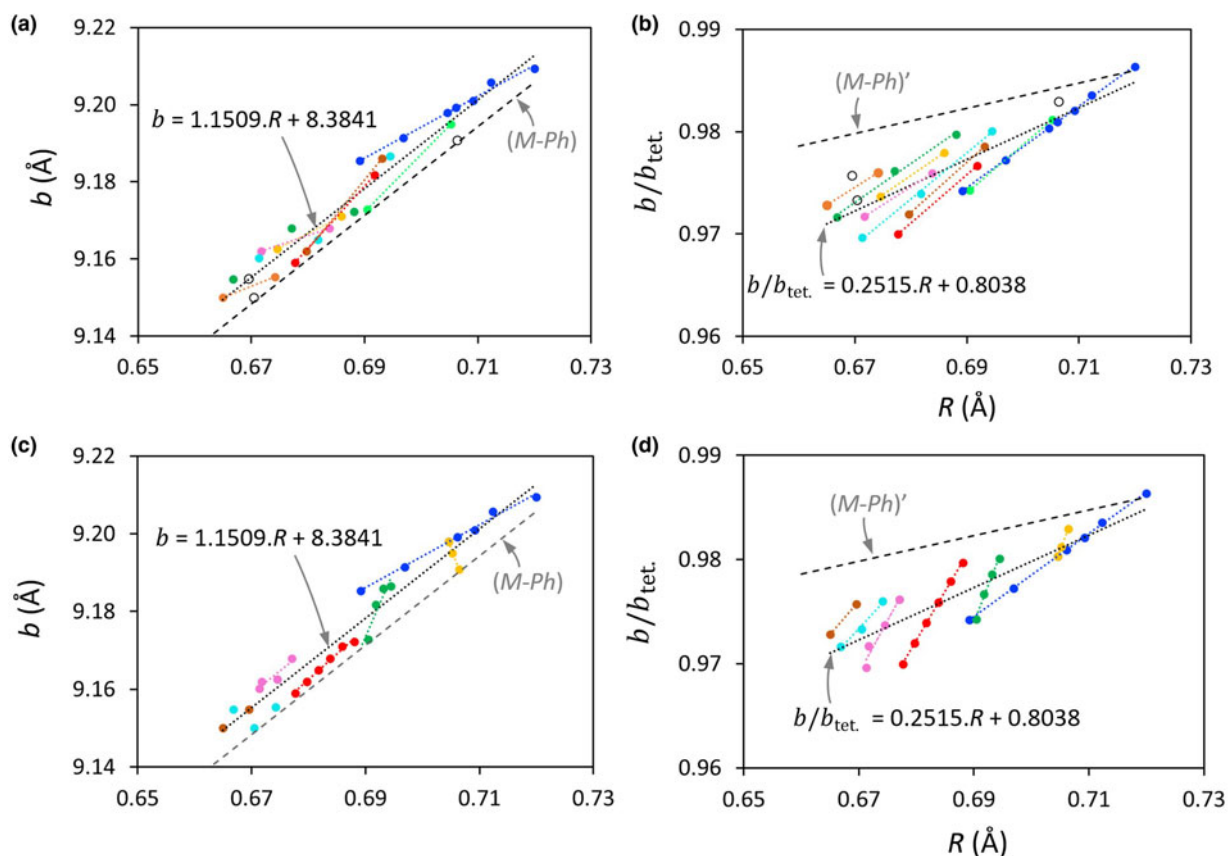 (a)
b (Å)
9.22
9.20
9.18
9.16
9.14
b = 1.1509.R + 8.3841
(M-Ph)
0.65 0.67 0.69 0.71 0.73
(b)
b/b_tet.
0.99
0.98
0.97
0.96
(M-Ph)'
b/b_tet. = 0.2515.R + 0.8038
0.65 0.67 0.69 0.71 0.73
R (Å)
(c)
b (Å)
9.22
9.20
9.18
9.16
9.14
b = 1.1509.R + 8.3841
(M-Ph)
0.65 0.67 0.69 0.71 0.73
(d)
b/b_tet.
0.99
0.98
0.97
0.96
(M-Ph)'
b/b_tet. = 0.2515.R + 0.8038
0.65 0.67 0.69 0.71 0.73
R (Å)